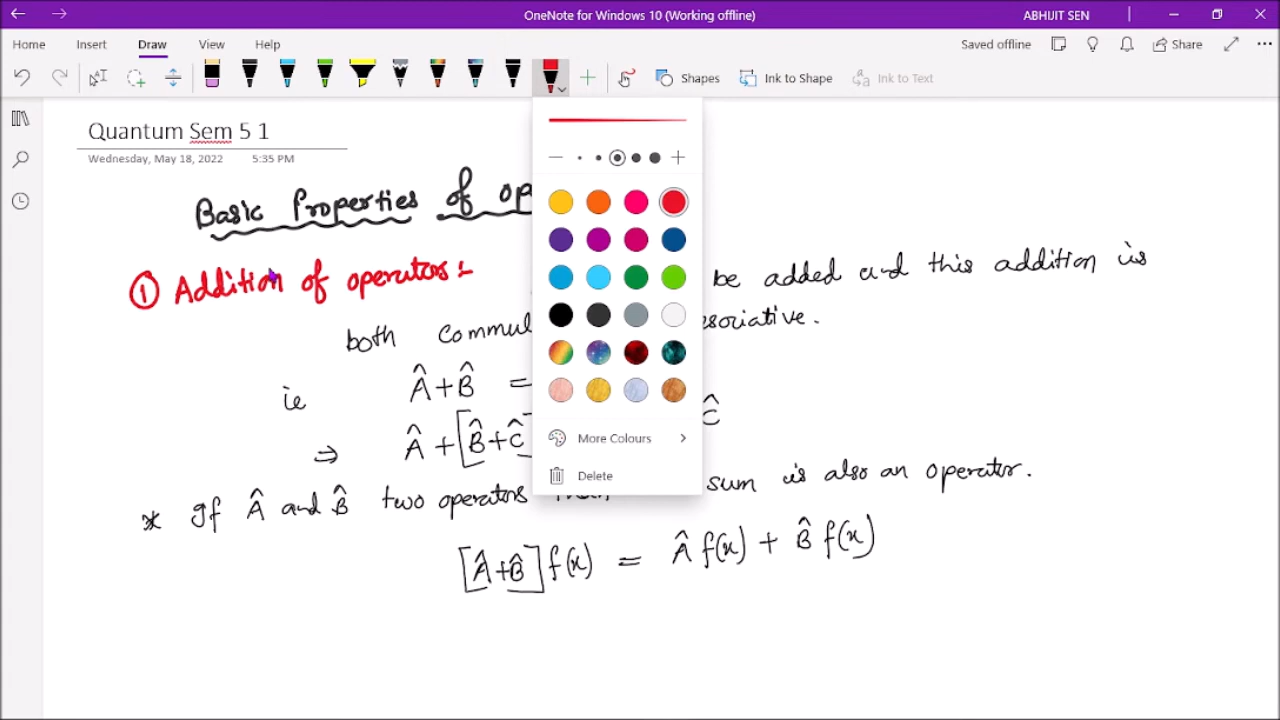 OneNote for Windows 10 (Working offline)
ABHIJIT SEN
Home Insert Draw View Help
Saved offline
Share
Shapes
Ink to Shape
Ink to Text
Quantum Sem 5 1
Wednesday, May 18, 2022 5:35 PM
Basic Properties of op
① Addition of operators :-
be added and this addition is
both commu
sociative.
ie Â+B̂ =
⇒ Â + [B̂+Ĉ] Ĉ
* If Â and B̂ two operators sum is also an operator.
[Â+B̂] f(x) = Â f(x) + B̂ f(x)
More Colours
Delete